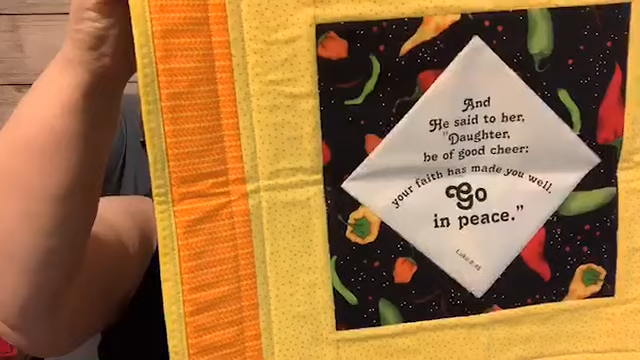 And
He said to her,
"Daughter,
be of good cheer:
your faith has made you well.
Go
in peace."
Luke 8:48